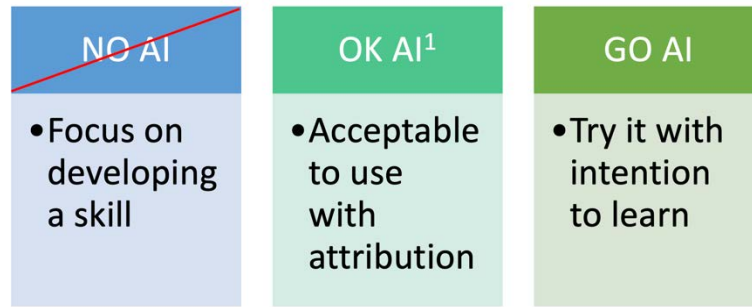 NO AI
•Focus on
developing
a skill
OK AI¹
•Acceptable
to use
with
attribution
GO AI
•Try it with
intention
to learn